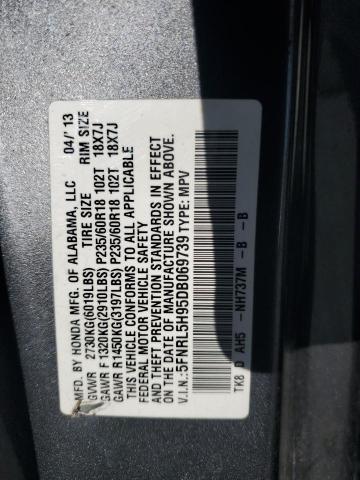 MFD. BY HONDA MFG. OF ALABAMA, LLC 04/'13
GVWR 2730KG(6019LBS) TIRE SIZE RIM SIZE
GAWR F 1320KG(2910LBS) P235/60R18 102T 18X7J
GAWR R 1450KG(3197LBS) P235/60R18 102T 18X7J
THIS VEHICLE CONFORMS TO ALL APPLICABLE
FEDERAL MOTOR VEHICLE SAFETY
AND THEFT PREVENTION STANDARDS IN EFFECT
ON THE DATE OF MANUFACTURE SHOWN ABOVE.
V.I.N.: 5FNRL5H95DB069739 TYPE: MPV
TK8 D AH5 -NH737M -B -B